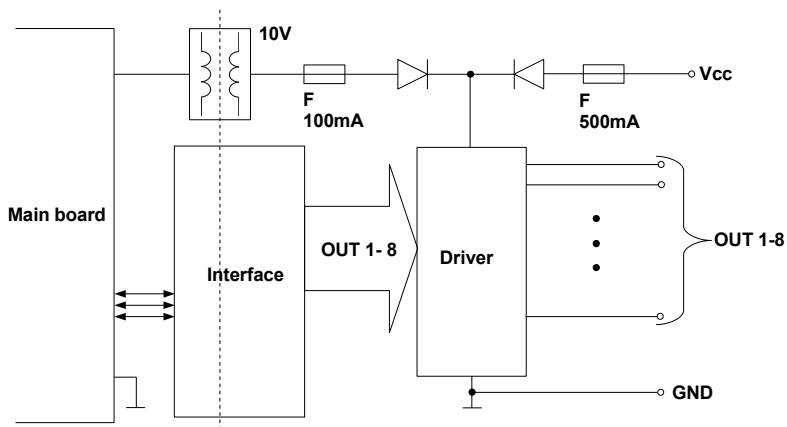 10V
Vcc
F
100mA
F
500mA
Main board
Interface
OUT 1- 8
Driver
OUT 1-8
GND